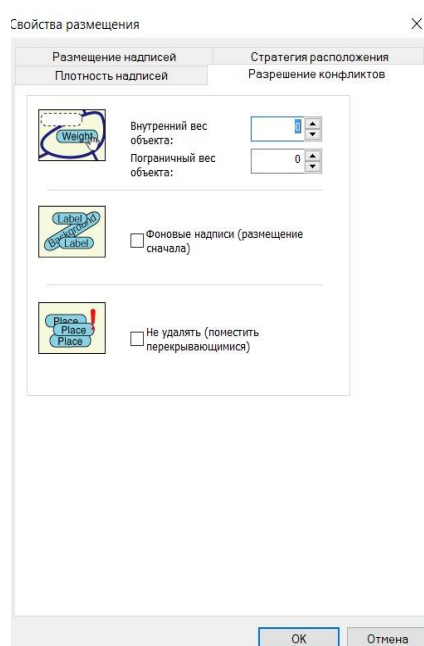 Свойства размещения
Размещение надписей
Стратегия расположения
Плотность надписей
Разрешение конфликтов
Weight
Внутренний вес
объекта:
0
Пограничный вес
объекта:
0
Label
Background
Label
Фоновые надписи (размещение
сначала)
Place
Place
Place
Не удалять (поместить
перекрывающимися)
OK
Отмена